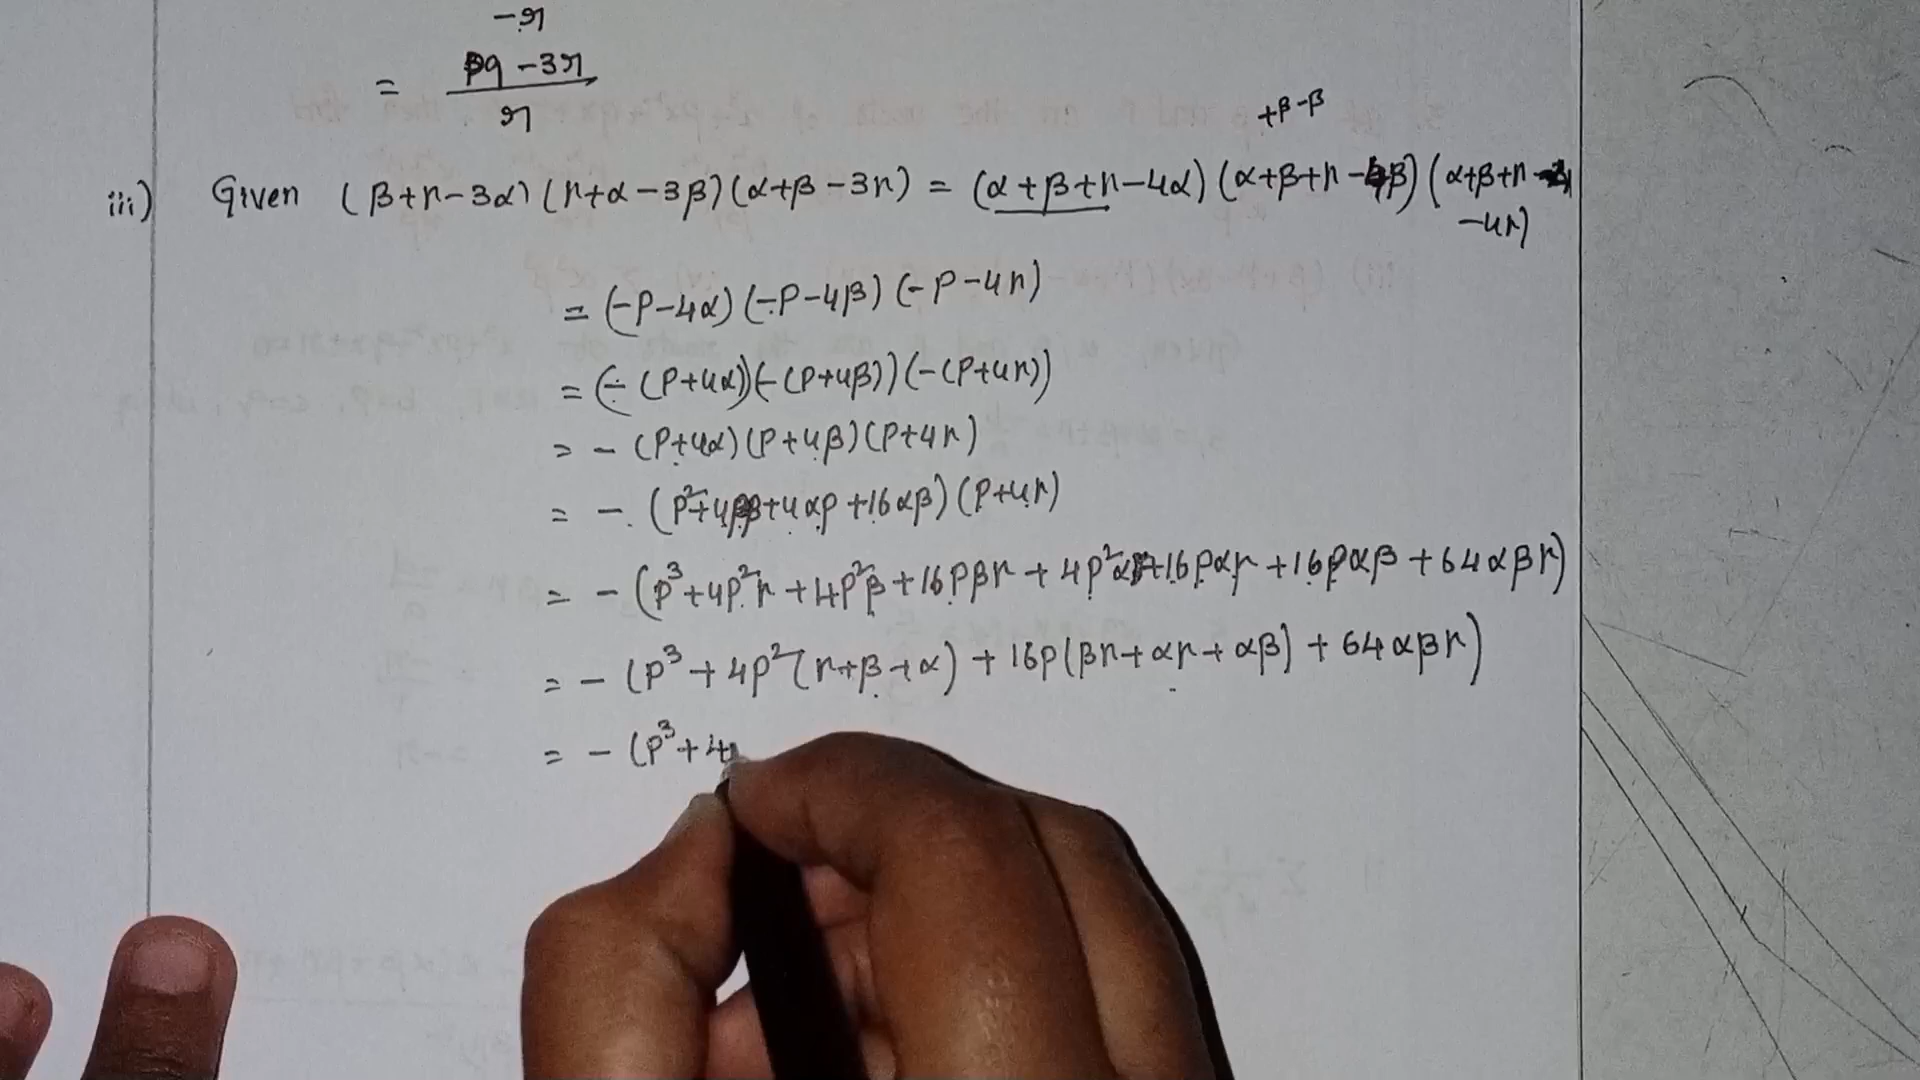 -r
= pq - 3r
r
+β-β
iii) Given (β+r-3α) (r+α-3β) (α+β-3r) = (α+β+r-4α) (α+β+r-4β) (α+β+r
-4r)
= (-p-4α) (-p-4β) (-p-4r)
= (-(p+4α))(-(p+4β))(-(p+4r))
= -(p+4α)(p+4β)(p+4r)
= -(p²+4pβ+4αp+16αβ)(p+4r)
= -(p³+4p²r+4p²β+16pβr+4p²α+16pαr+16pαβ+64αβr)
= -(p³+4p²(r+β+α)+16p(βr+αr+αβ)+64αβr)
= -(p³+4p